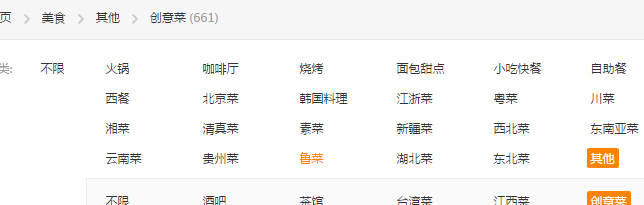 页 > 美食 > 其他 > 创意菜 (661)
类: 不限 火锅 咖啡厅 烧烤 面包甜点 小吃快餐 自助餐
西餐 北京菜 韩国料理 江浙菜 粤菜 川菜
湘菜 清真菜 素菜 新疆菜 西北菜 东南亚菜
云南菜 贵州菜 鲁菜 湖北菜 东北菜 其他
不限 酒吧 茶馆 台湾菜 江西菜 创意菜